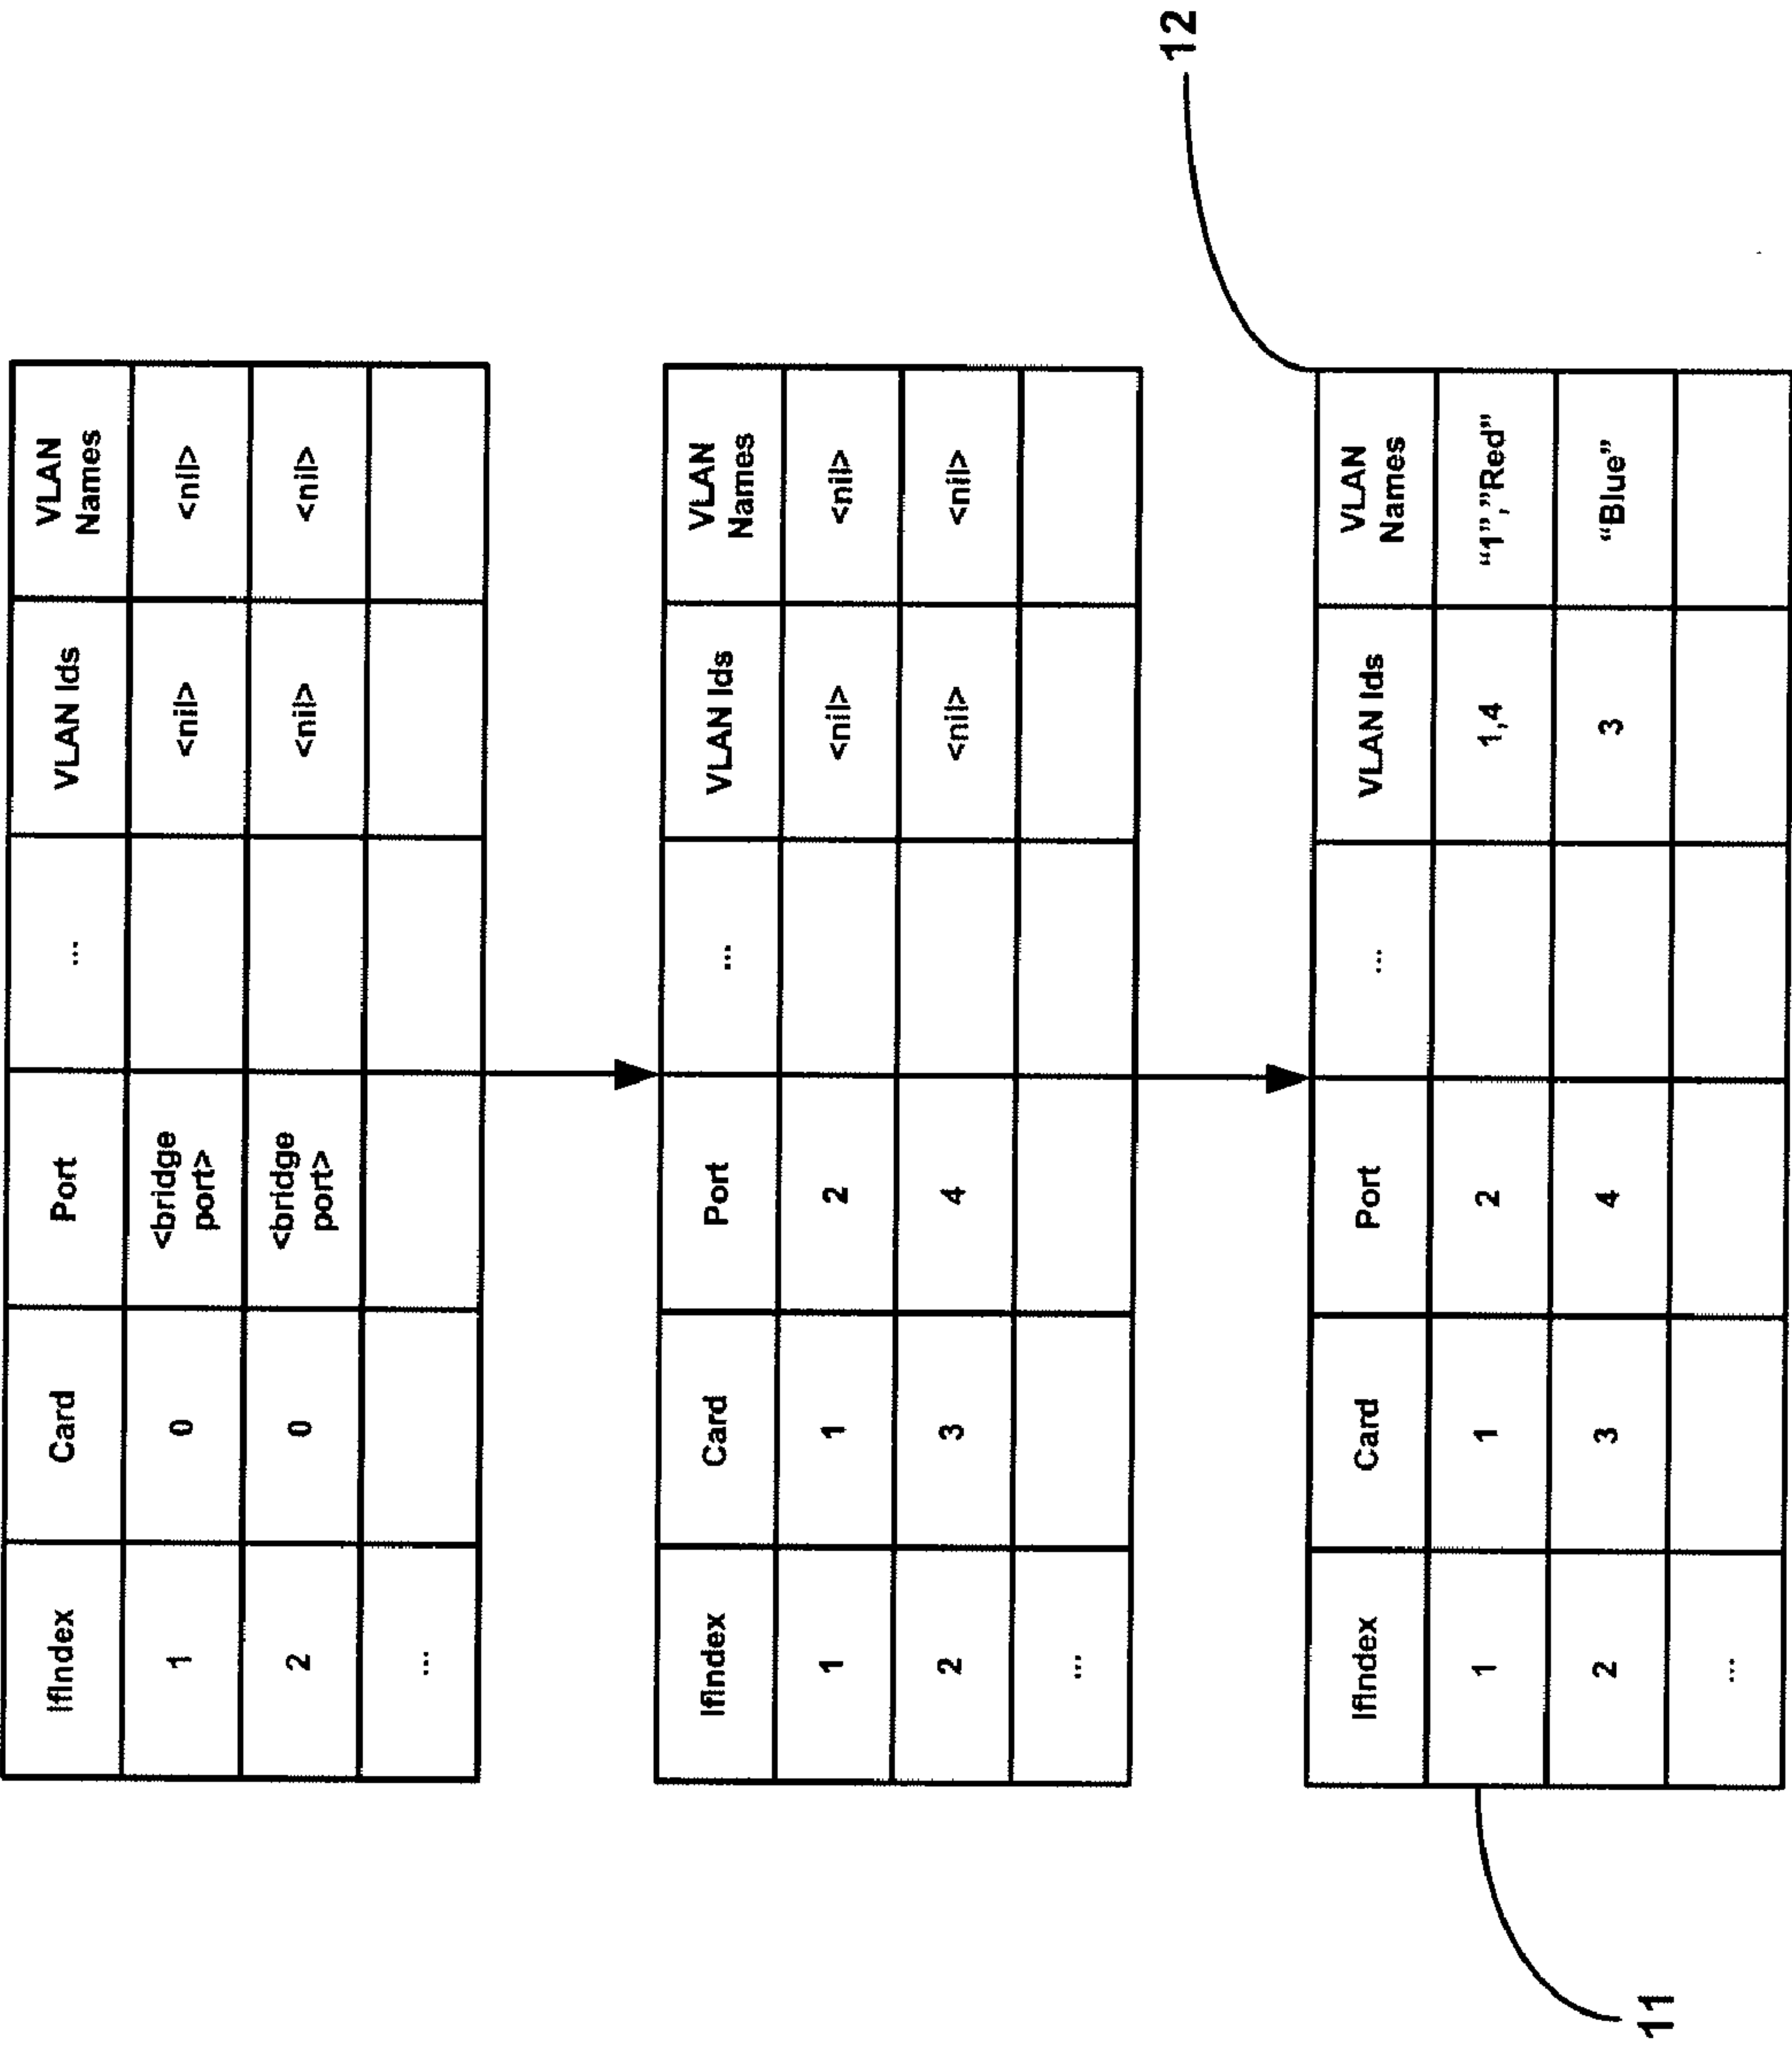 IfIndex Card Port ... VLAN Ids VLAN Names
1 0 <bridge port> <nil> <nil>
2 0 <bridge port> <nil> <nil>
...
IfIndex Card Port ... VLAN Ids VLAN Names
1 1 2 <nil> <nil>
2 3 4 <nil> <nil>
...
12
IfIndex Card Port ... VLAN Ids VLAN Names
1 1 2 1,4 “1”,”Red”
2 3 4 3 “Blue”
...
11